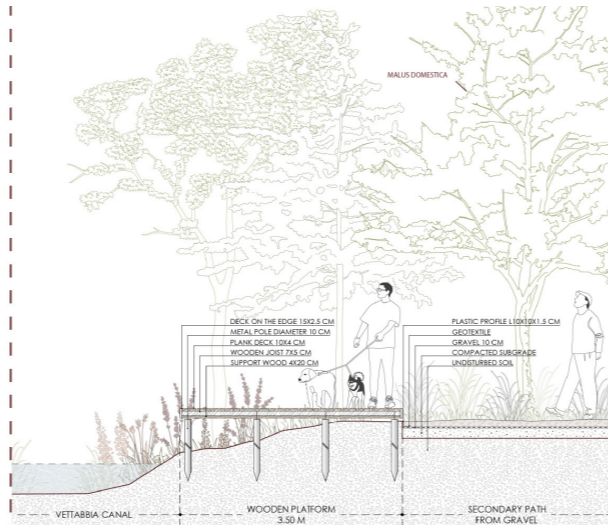 MALUS DOMESTICA
DECK ON THE EDGE 15X2.5 CM
METAL POLE DIAMETER 10 CM
PLANK DECK 10X4 CM
WOODEN JOIST 7X5 CM
SUPPORT WOOD 4X20 CM
PLASTIC PROFILE L10X10X1.5 CM
GEOTEXTILE
GRAVEL 10 CM
COMPACTED SUBGRADE
UNDISTURBED SOIL
VETTABBIA CANAL
WOODEN PLATFORM
3.50 M
SECONDARY PATH
FROM GRAVEL